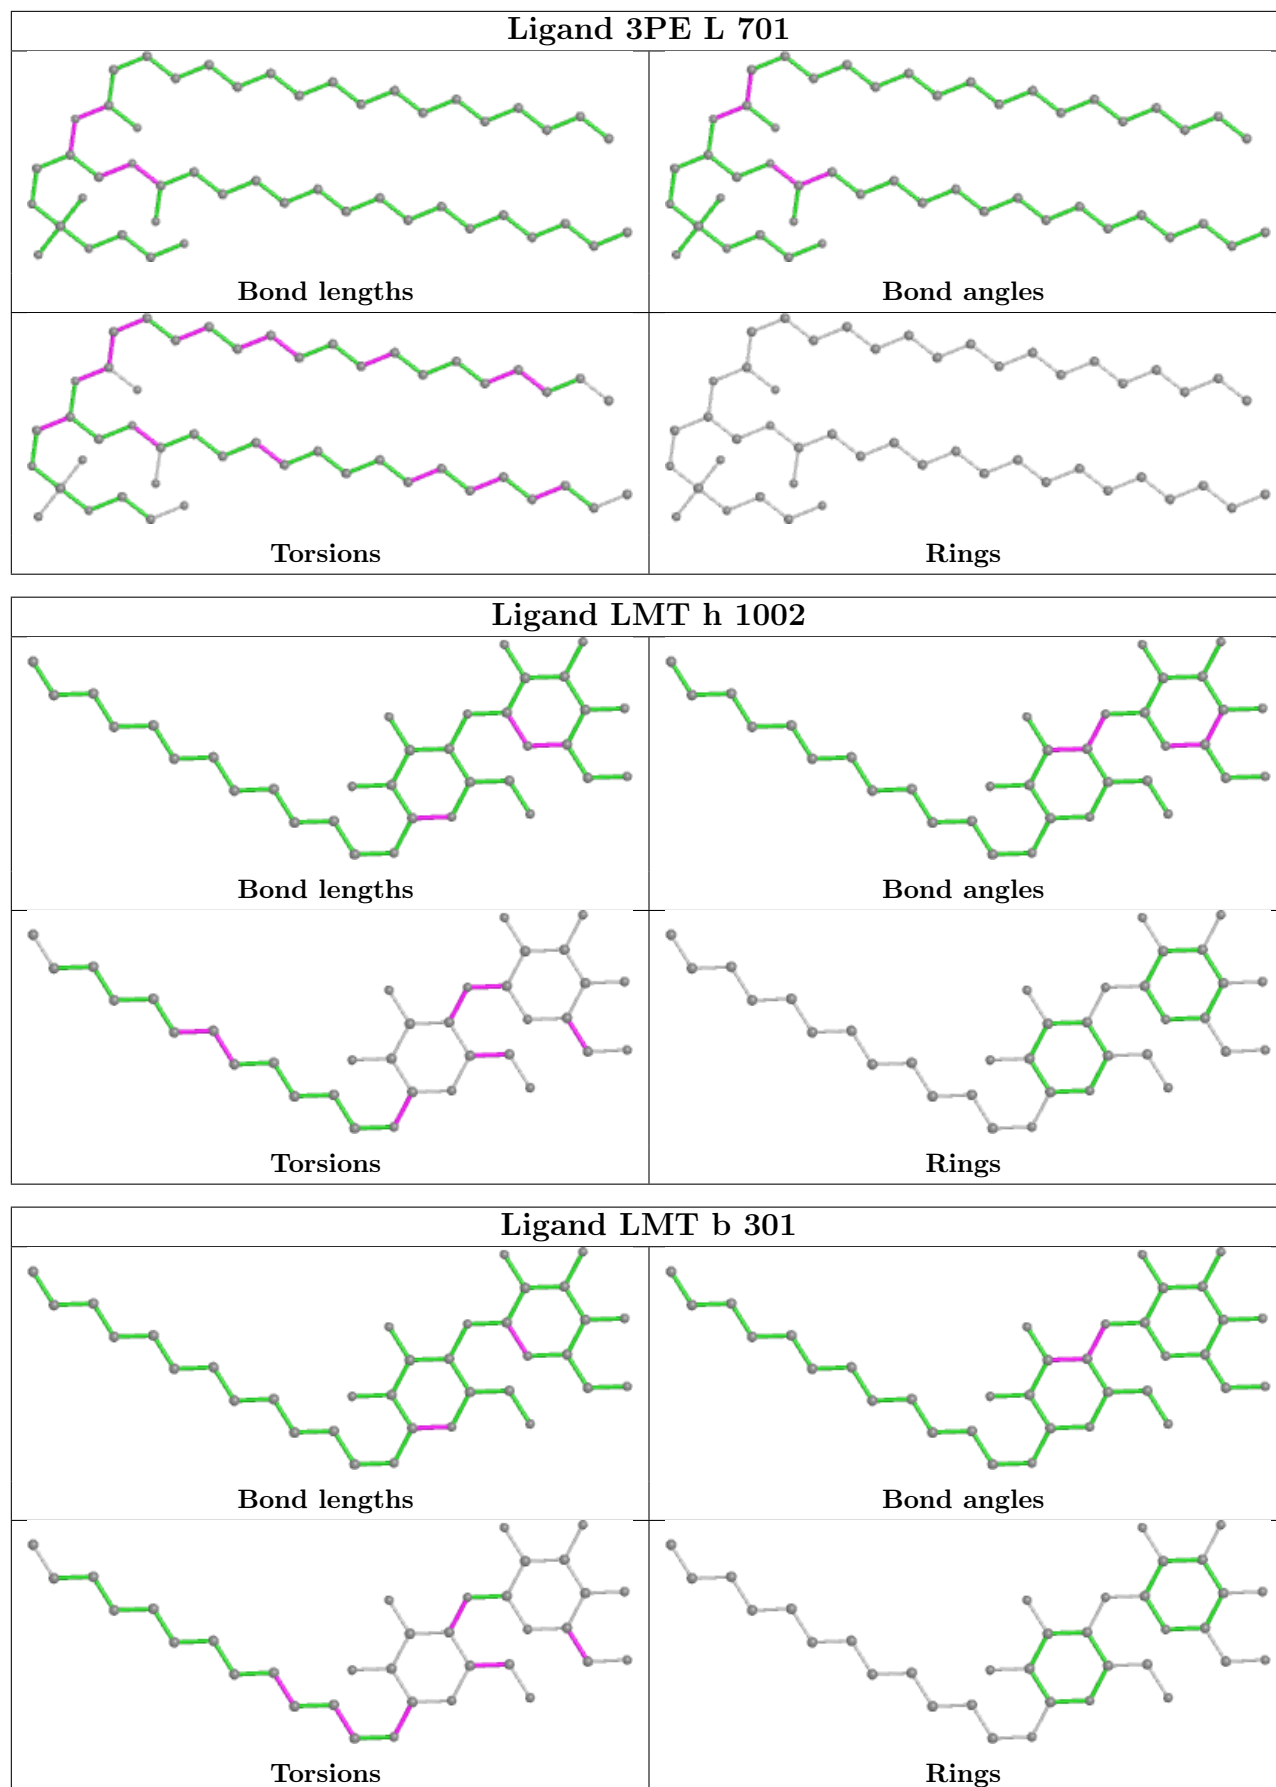 Ligand 3PE L 701
Bond lengths
Bond angles
Torsions
Rings
Ligand LMT h 1002
Bond lengths
Bond angles
Torsions
Rings
Ligand LMT b 301
Bond lengths
Bond angles
Torsions
Rings